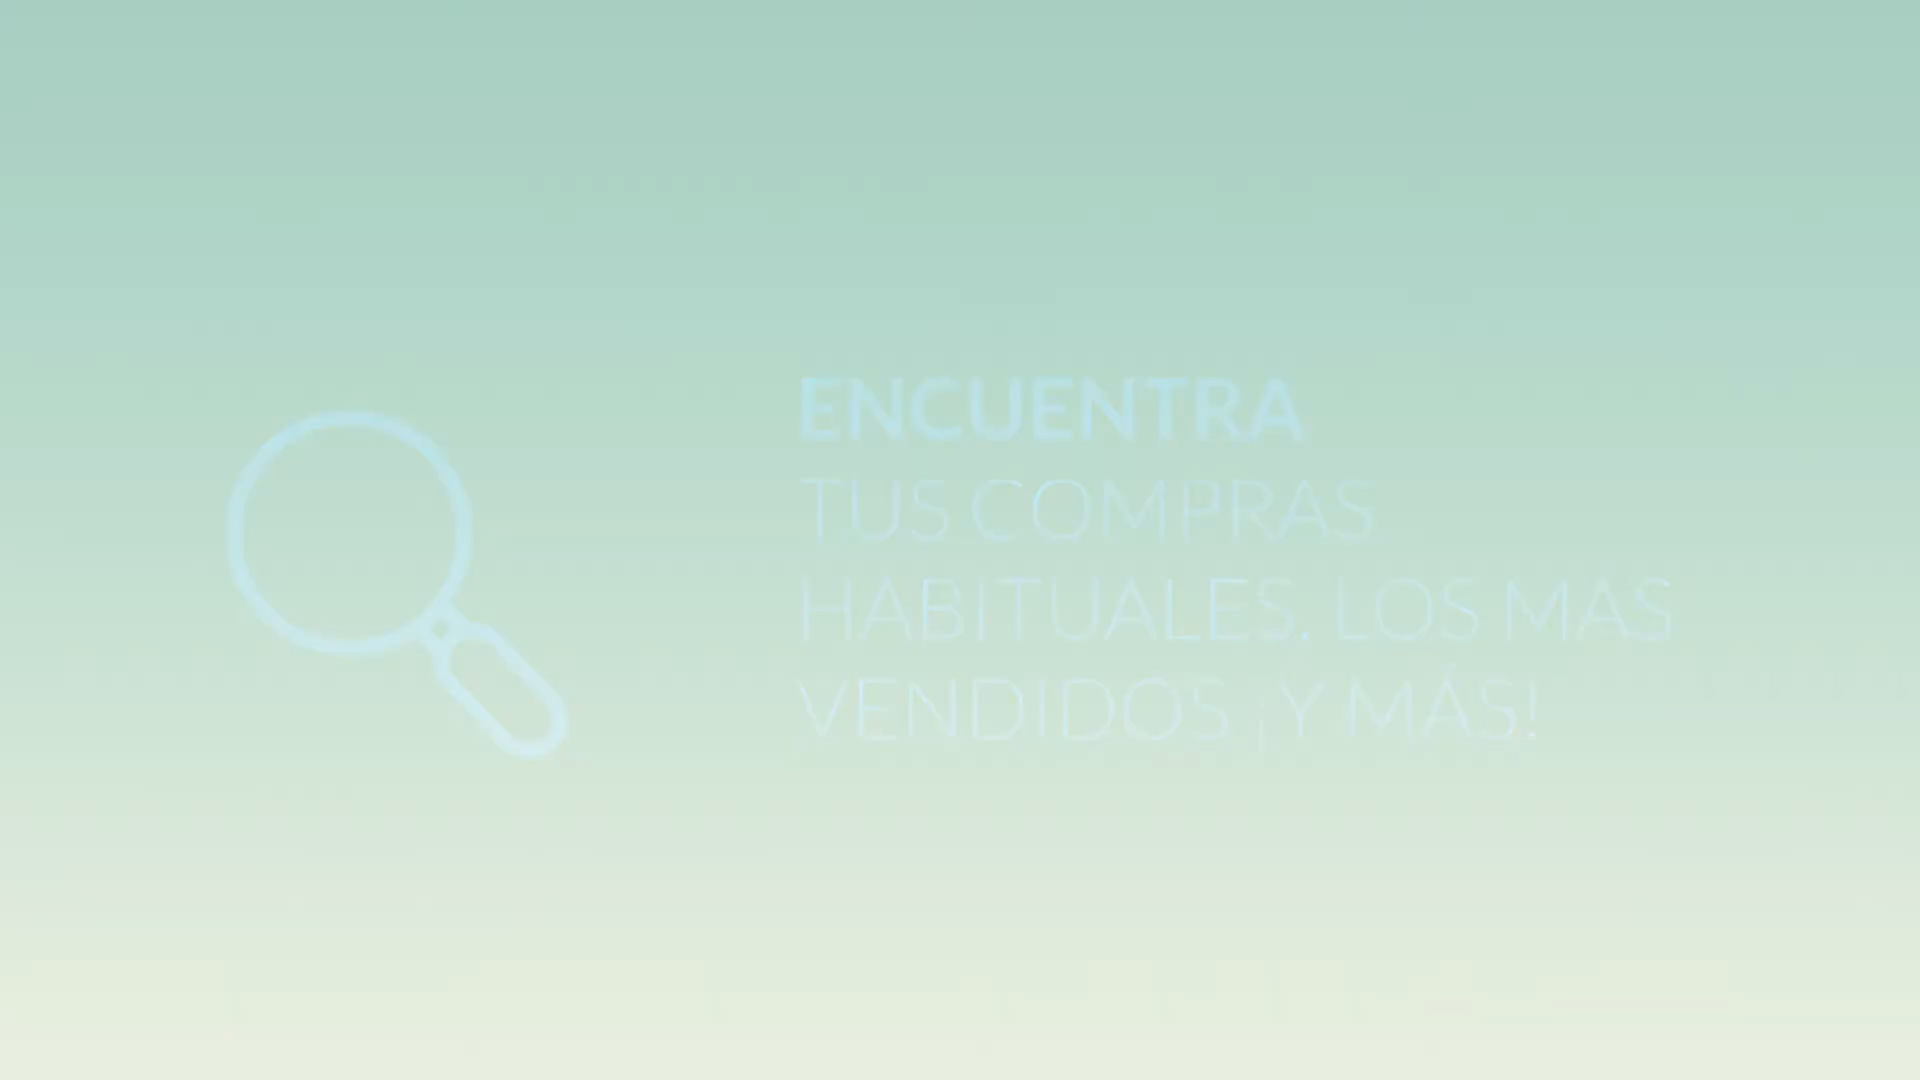 ENCUENTRA
TUS COMPRAS
HABITUALES, LOS MAS
VENDIDOS ¡Y MÁS!